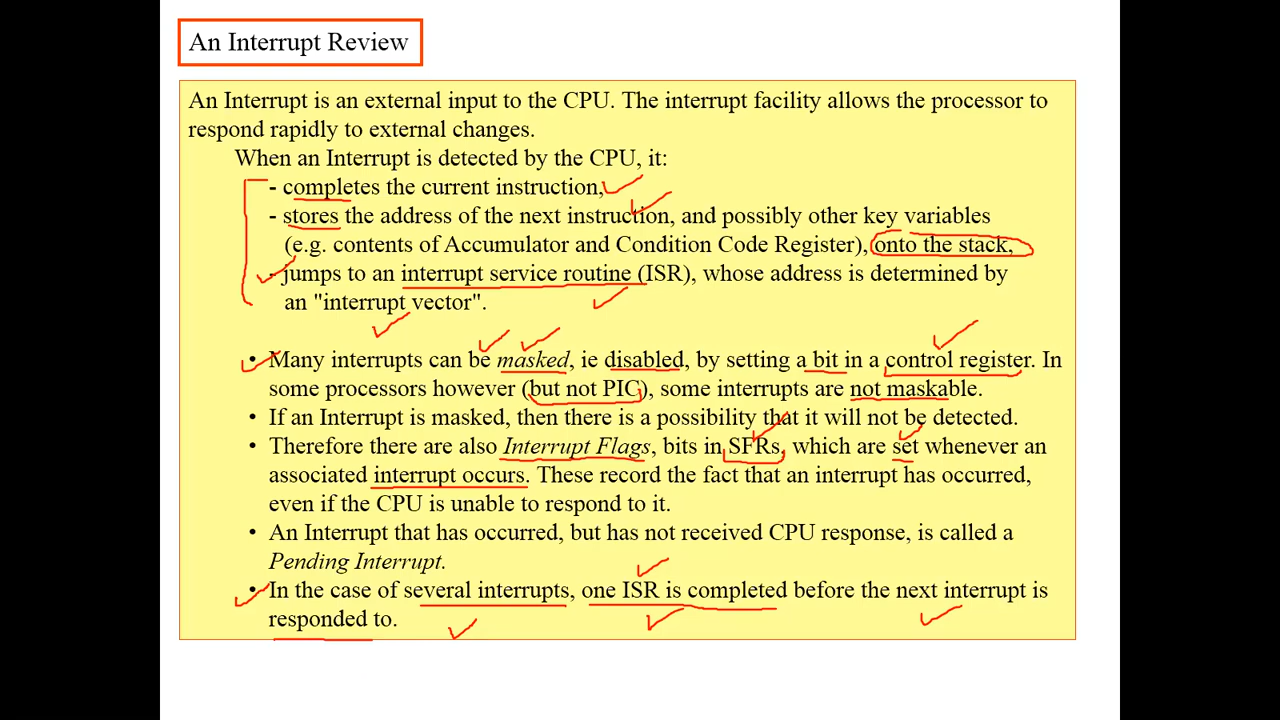 An Interrupt Review
An Interrupt is an external input to the CPU. The interrupt facility allows the processor to
respond rapidly to external changes.
When an Interrupt is detected by the CPU, it:
- completes the current instruction,
- stores the address of the next instruction, and possibly other key variables
(e.g. contents of Accumulator and Condition Code Register), onto the stack,
- jumps to an interrupt service routine (ISR), whose address is determined by
an "interrupt vector".
• Many interrupts can be masked, ie disabled, by setting a bit in a control register. In
some processors however (but not PIC), some interrupts are not maskable.
• If an Interrupt is masked, then there is a possibility that it will not be detected.
• Therefore there are also Interrupt Flags, bits in SFRs, which are set whenever an
associated interrupt occurs. These record the fact that an interrupt has occurred,
even if the CPU is unable to respond to it.
• An Interrupt that has occurred, but has not received CPU response, is called a
Pending Interrupt.
• In the case of several interrupts, one ISR is completed before the next interrupt is
responded to.